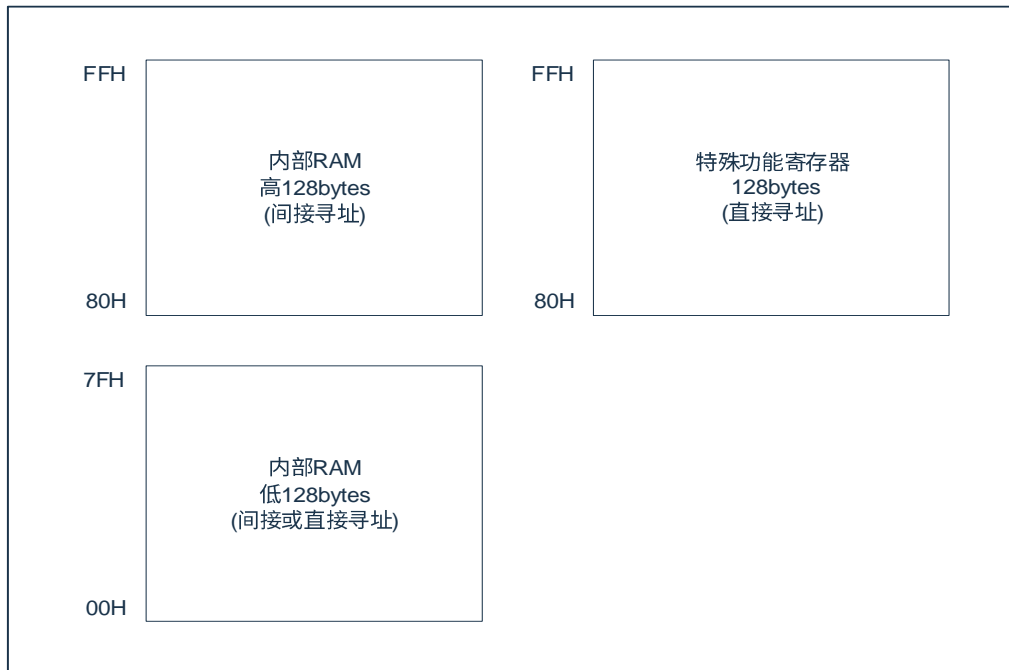 FFH
内部RAM
高128bytes
(间接寻址)
80H
FFH
特殊功能寄存器
128bytes
(直接寻址)
80H
7FH
内部RAM
低128bytes
(间接或直接寻址)
00H